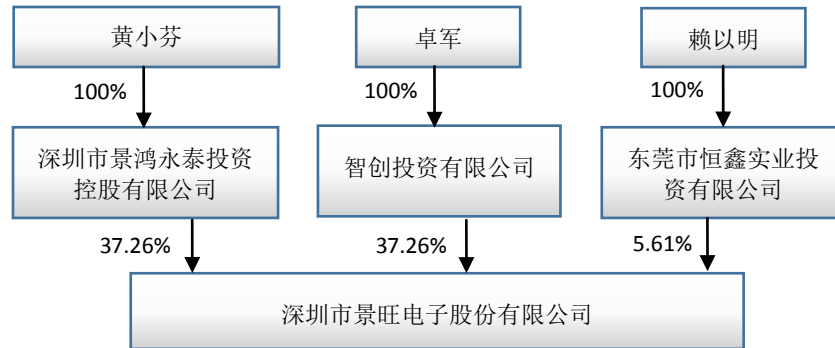 黄小芬
卓军
赖以明
100%
100%
100%
深圳市景鸿永泰投资
控股有限公司
智创投资有限公司
东莞市恒鑫实业投
资有限公司
37.26%
37.26%
5.61%
深圳市景旺电子股份有限公司